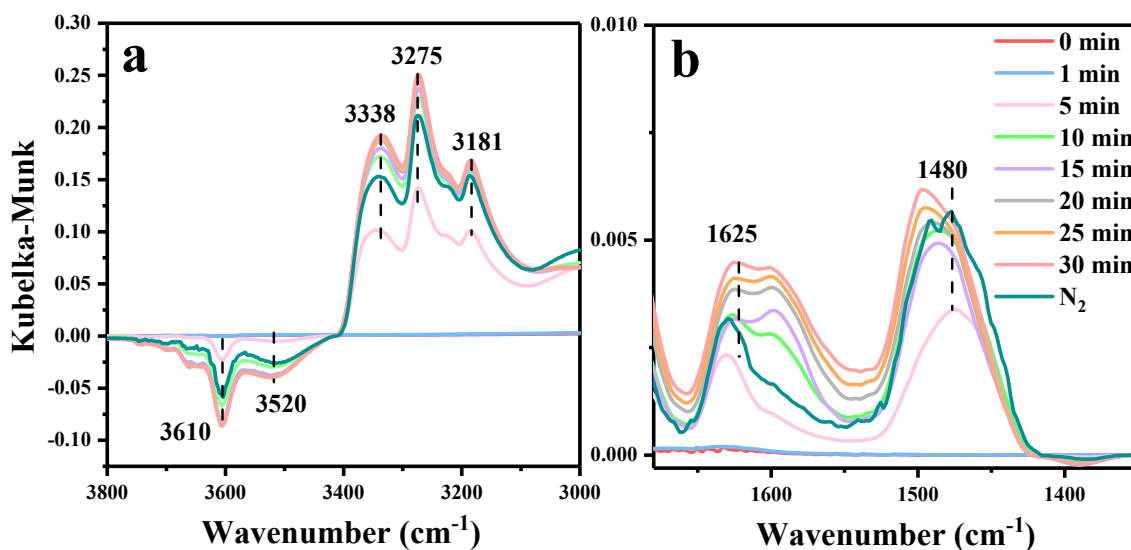 a
b
Kubelka-Munk
0.30
0.25
0.20
0.15
0.10
0.05
0.00
-0.05
-0.10
3338
3275
3181
3610
3520
3800
3600
3400
3200
3000
Wavenumber (cm-1)
0.010
0.005
0.000
1625
1480
0 min
1 min
5 min
10 min
15 min
20 min
25 min
30 min
N2
1600
1500
1400
Wavenumber (cm-1)